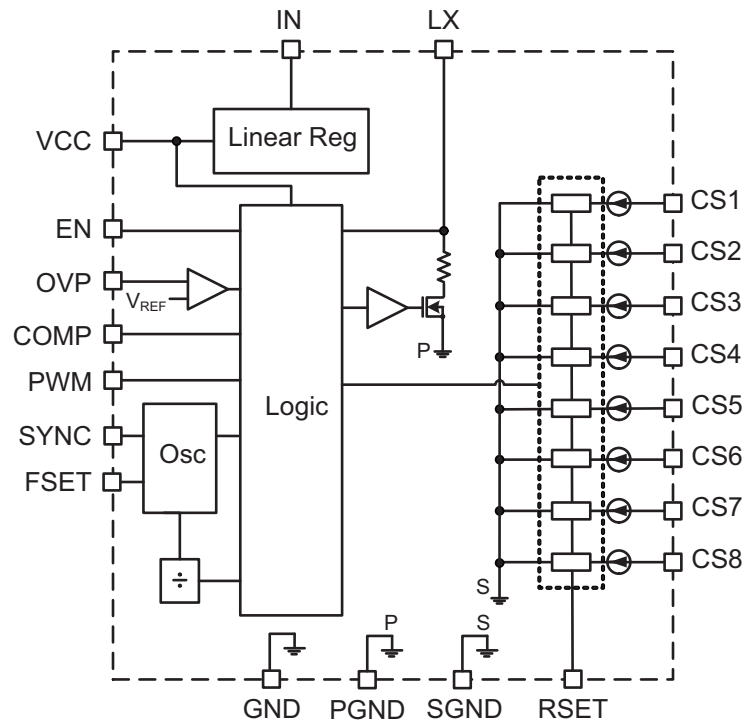 IN
LX
VCC
Linear Reg
EN
OVP
VREF
COMP
PWM
SYNC
FSET
Osc
÷
Logic
P
CS1
CS2
CS3
CS4
CS5
CS6
CS7
CS8
S
P
S
GND
PGND
SGND
RSET